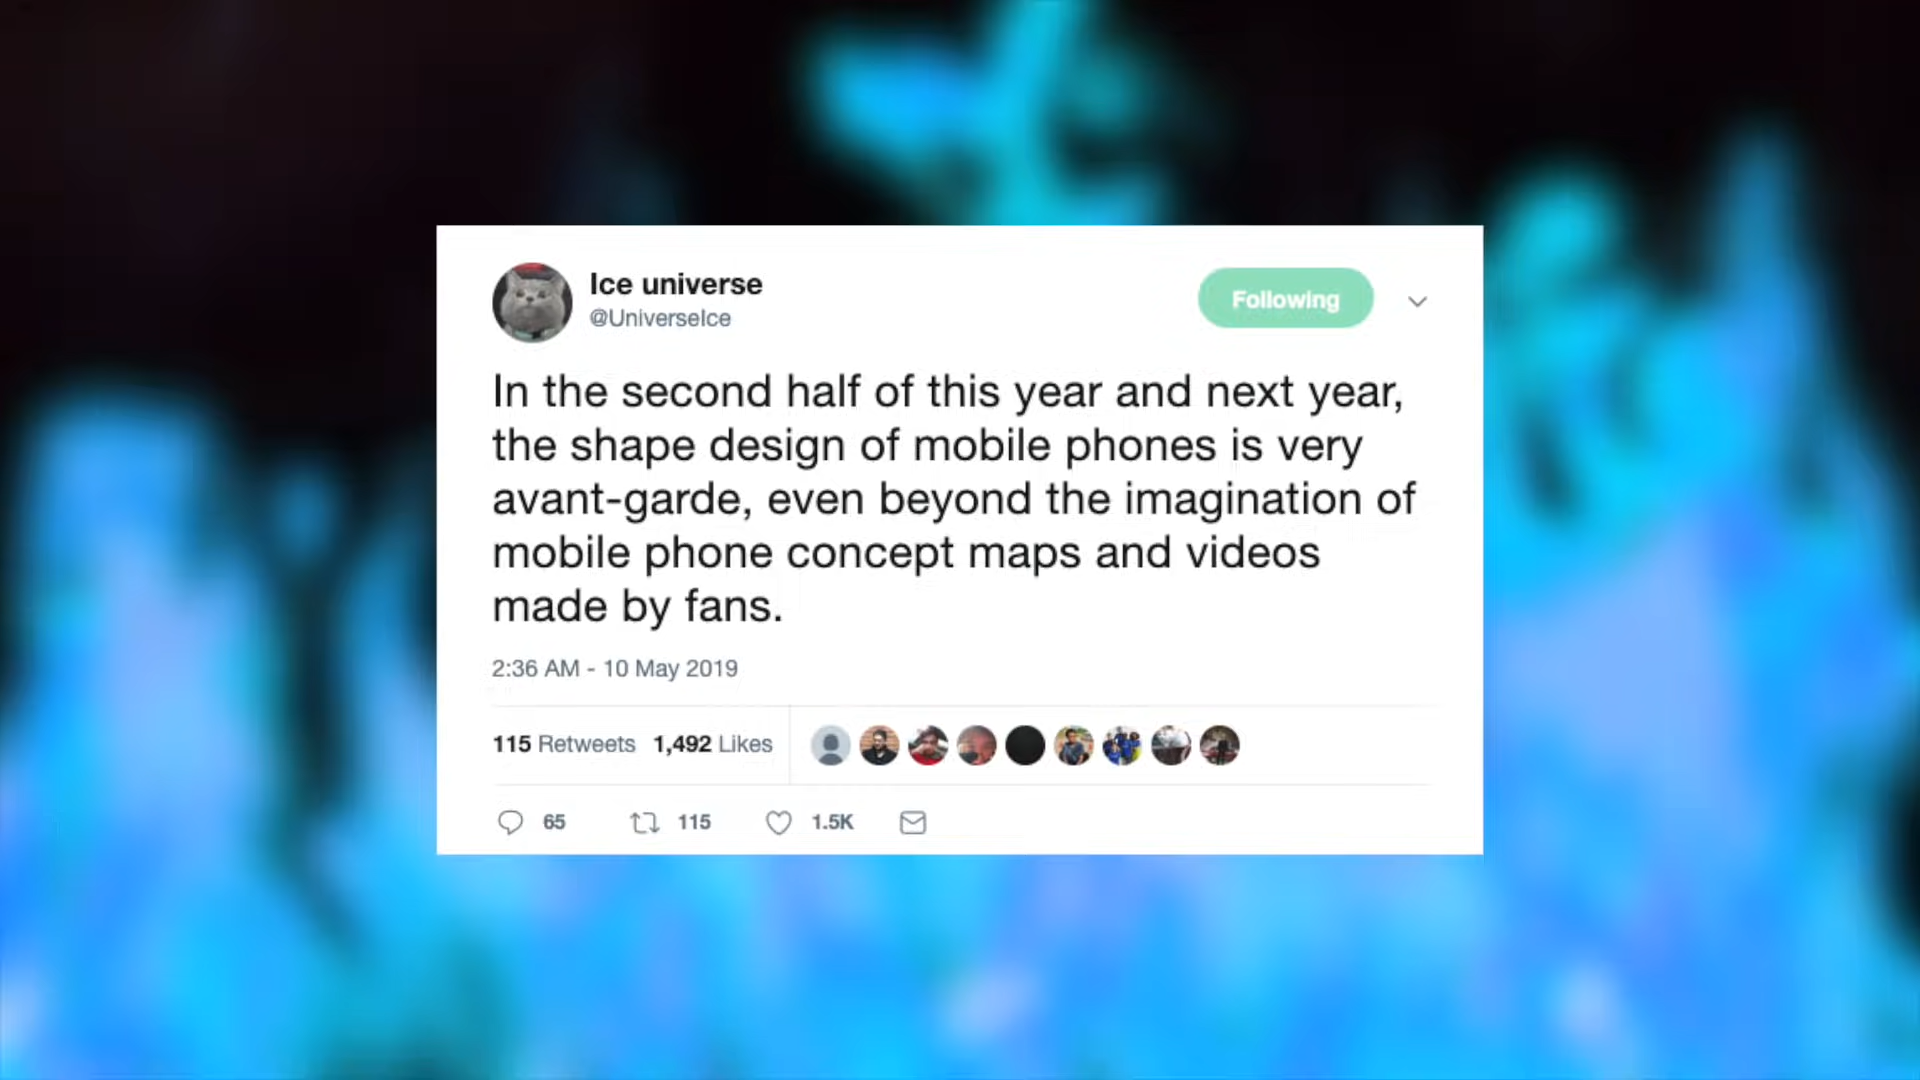 Ice universe
@UniverseIce
Following
In the second half of this year and next year,
the shape design of mobile phones is very
avant-garde, even beyond the imagination of
mobile phone concept maps and videos
made by fans.
2:36 AM - 10 May 2019
115 Retweets 1,492 Likes
65 115 1.5K